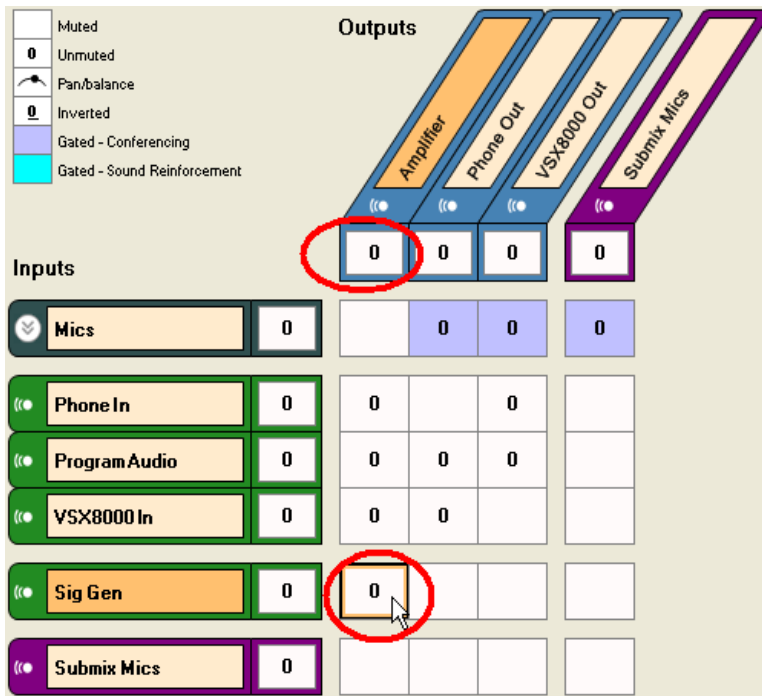 Muted
0 Unmuted
Pan/balance
0 Inverted
Gated - Conferencing
Gated - Sound Reinforcement
Outputs
Amplifier
Phone Out
VSX8000 Out
Submix Mics
0 0 0 0
Inputs
Mics 0 0 0 0
Phone In 0 0 0
Program Audio 0 0 0 0
VSX8000 In 0 0 0
Sig Gen 0 0
Submix Mics 0